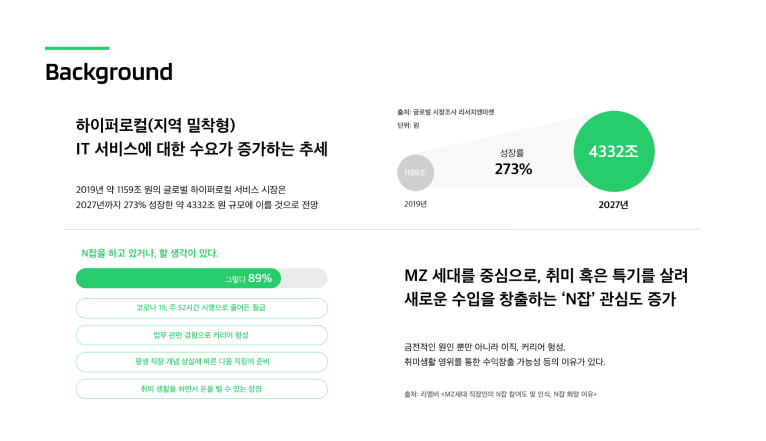 Background
하이퍼로컬(지역 밀착형)
IT 서비스에 대한 수요가 증가하는 추세
2019년 약 1159조 원의 글로벌 하이퍼로컬 서비스 시장은
2027년까지 273% 성장한 약 4332조 원 규모에 이를 것으로 전망
출처: 글로벌 시장조사 리서치앤마켓
단위: 원
1159조
성장률
273%
4332조
2019년
2027년
N잡을 하고 있거나, 할 생각이 있다.
그렇다 89%
코로나 19, 주 52시간 시행으로 줄어든 월급
업무 관련 경험으로 커리어 형성
평생 직장 개념 상실에 따른 다음 직장의 준비
취미 생활을 하면서 돈을 벌 수 있는 장점
MZ 세대를 중심으로, 취미 혹은 특기를 살려
새로운 수입을 창출하는 ‘N잡’ 관심도 증가
금전적인 원인 뿐만 아니라 이직, 커리어 형성,
취미생활 영위를 통한 수익창출 가능성 등의 이유가 있다.
출처: 리멤버 <MZ세대 직장인의 N잡 참여도 및 인식, N잡 희망 이유>